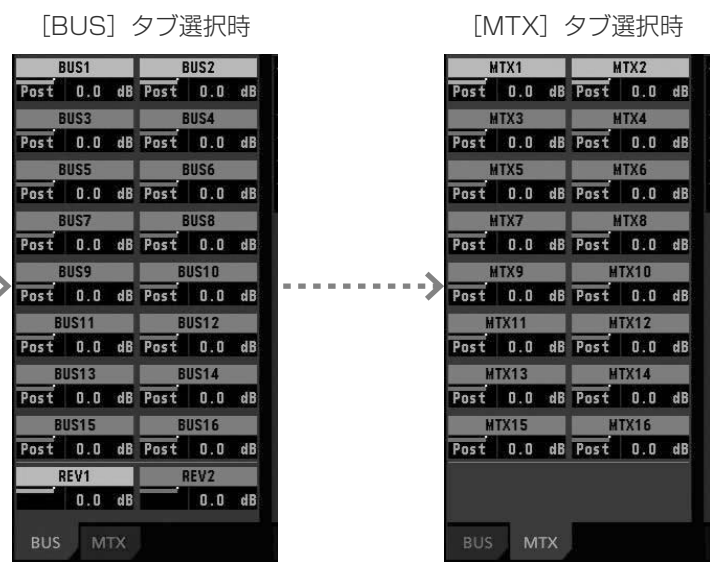 [BUS] タブ選択時
BUS1 BUS2
Post 0.0 dB Post 0.0 dB
BUS3 BUS4
Post 0.0 dB Post 0.0 dB
BUS5 BUS6
Post 0.0 dB Post 0.0 dB
BUS7 BUS8
Post 0.0 dB Post 0.0 dB
BUS9 BUS10
Post 0.0 dB Post 0.0 dB
BUS11 BUS12
Post 0.0 dB Post 0.0 dB
BUS13 BUS14
Post 0.0 dB Post 0.0 dB
BUS15 BUS16
Post 0.0 dB Post 0.0 dB
REV1 REV2
0.0 dB 0.0 dB
BUS MTX
[MTX] タブ選択時
MTX1 MTX2
Post 0.0 dB Post 0.0 dB
MTX3 MTX4
Post 0.0 dB Post 0.0 dB
MTX5 MTX6
Post 0.0 dB Post 0.0 dB
MTX7 MTX8
Post 0.0 dB Post 0.0 dB
MTX9 MTX10
Post 0.0 dB Post 0.0 dB
MTX11 MTX12
Post 0.0 dB Post 0.0 dB
MTX13 MTX14
Post 0.0 dB Post 0.0 dB
MTX15 MTX16
Post 0.0 dB Post 0.0 dB
BUS MTX